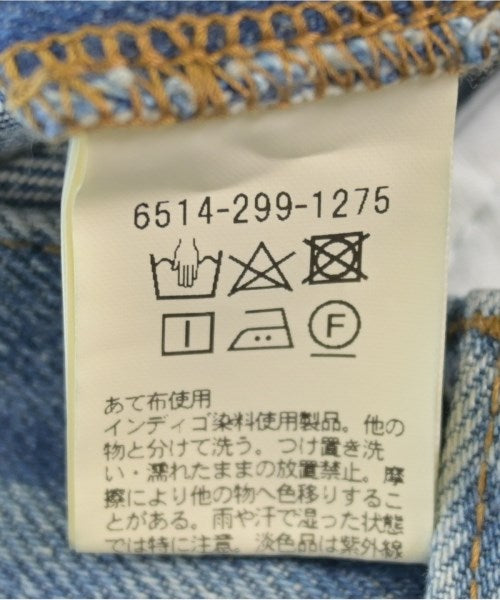 6514-299-1275
F
あて布使用
インディゴ染料使用製品。他の
物と分けて洗う。つけ置き洗
い・濡れたままの放置禁止。摩
擦により他の物へ色移りするこ
とがある。雨や汗で湿った状態
では特に注意。淡色品は紫外線